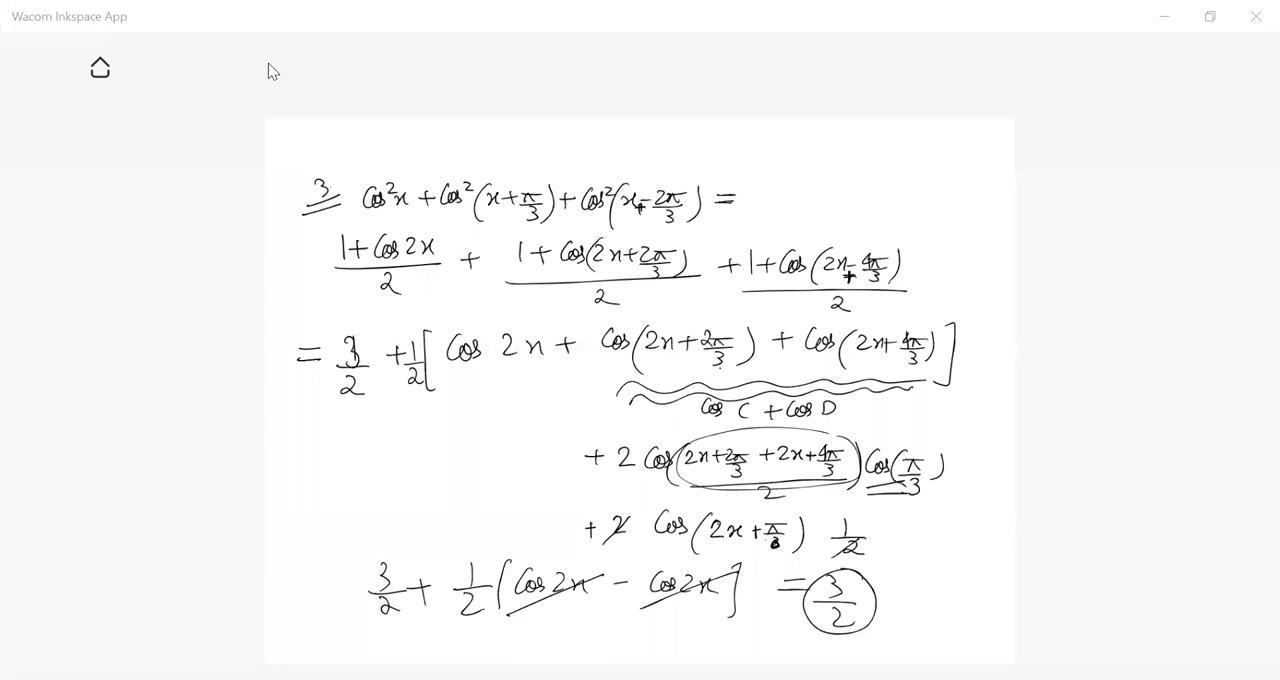 Wacom Inkspace App
3. cos²x + cos²(x+π/3) + cos²(x+2π/3) =
(1+cos 2x)/2 + (1+cos(2x+2π/3))/2 + (1+cos(2x+4π/3))/2
= 3/2 + 1/2[cos 2x + cos(2x+2π/3) + cos(2x+4π/3)]
cos C + cos D
+ 2 cos((2x+2π/3 + 2x+4π/3)/2) cos(π/3)
+ 2 cos(2x+π) 1/2
3/2 + 1/2[cos 2x - cos 2x] = 3/2